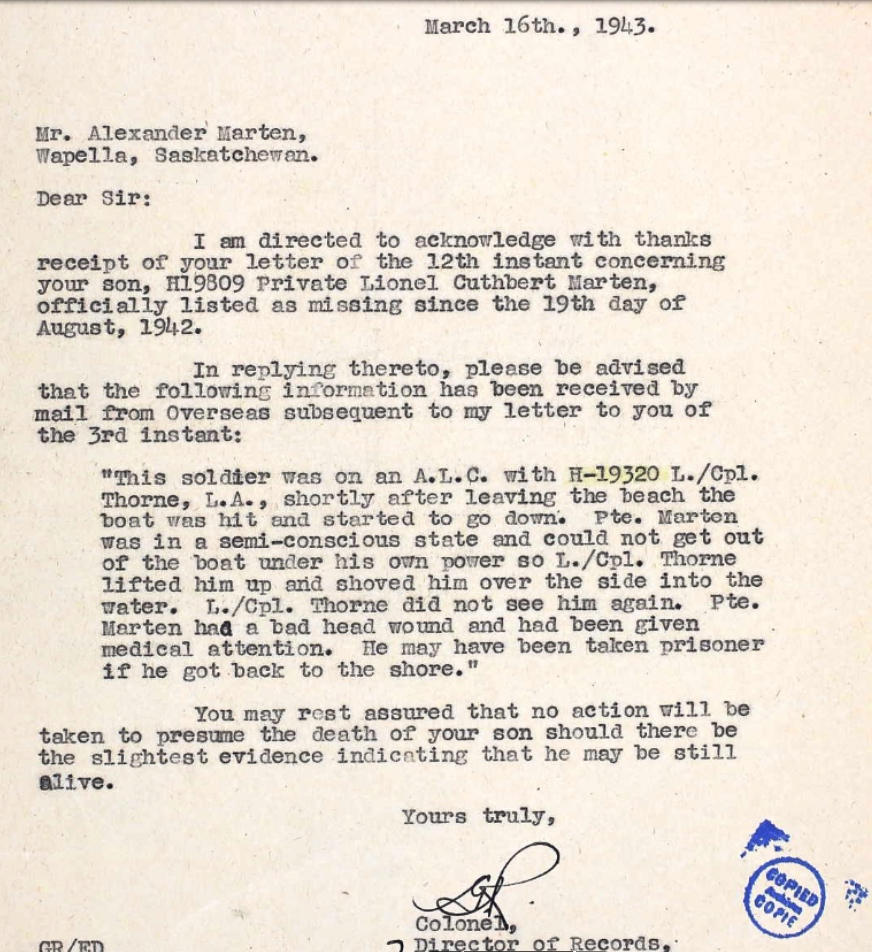 March 16th., 1943.
Mr. Alexander Marten,
Wapella, Saskatchewan.
Dear Sir:
I am directed to acknowledge with thanks
receipt of your letter of the 12th instant concerning
your son, H19809 Private Lionel Cuthbert Marten,
officially listed as missing since the 19th day of
August, 1942.
In replying thereto, please be advised
that the following information has been received by
mail from Overseas subsequent to my letter to you of
the 3rd instant:
"This soldier was on an A.L.C. with H-19320 L./Cpl.
Thorne, L.A., shortly after leaving the beach the
boat was hit and started to go down. Pte. Marten
was in a semi-conscious state and could not get out
of the boat under his own power so L./Cpl. Thorne
lifted him up and shoved him over the side into the
water. L./Cpl. Thorne did not see him again. Pte.
Marten had a bad head wound and had been given
medical attention. He may have been taken prisoner
if he got back to the shore."
You may rest assured that no action will be
taken to presume the death of your son should there be
the slightest evidence indicating that he may be still
alive.
Yours truly,
COPIED
COPIE
Colonel,
GR/ED
Director of Records,